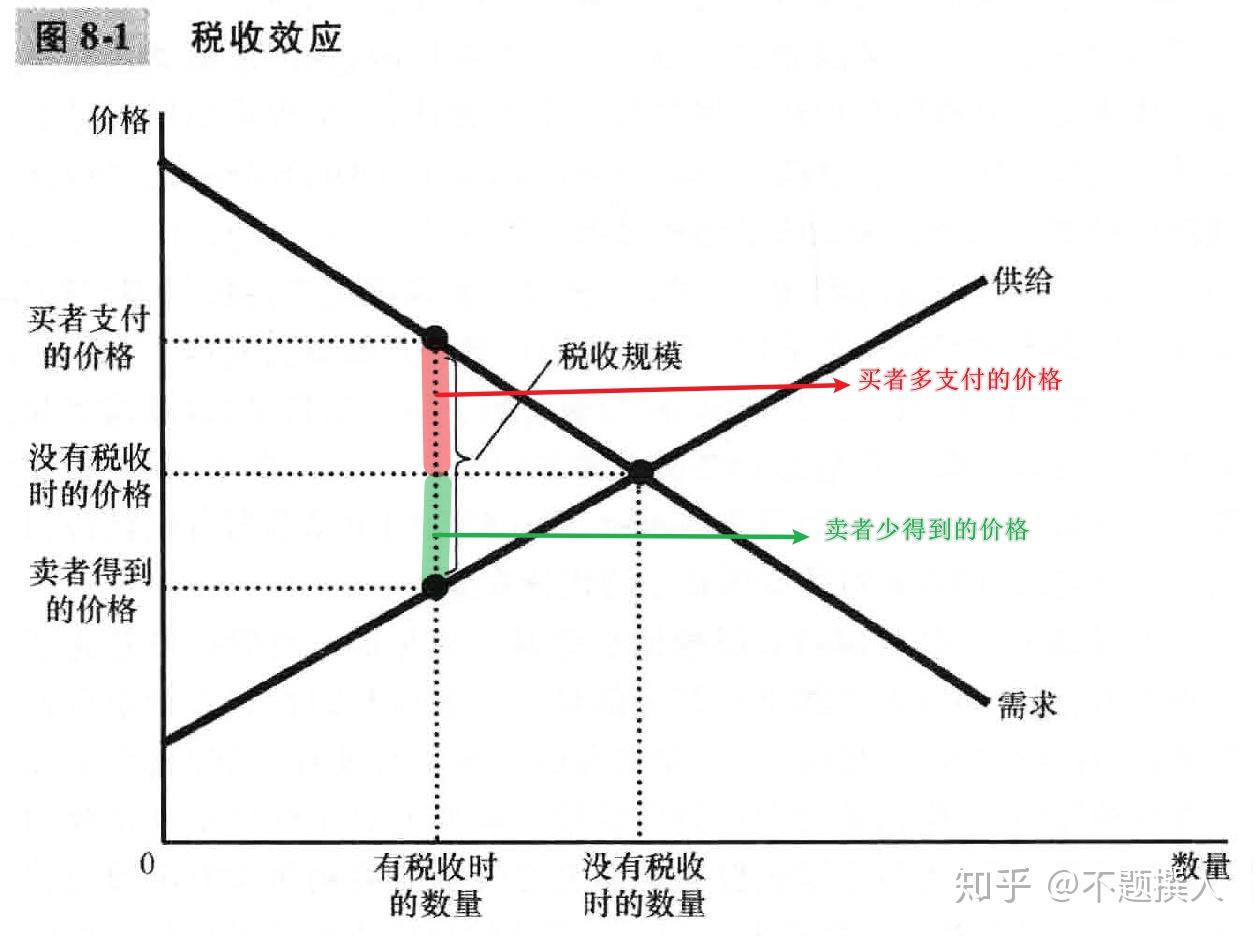 图 8-1 税收效应
价格
供给
买者支付
的价格
税收规模
买者多支付的价格
没有税收
时的价格
卖者少得到的价格
卖者得到
的价格
需求
0
有税收时
的数量
没有税收
时的数量
数量
知乎 @不题撰人